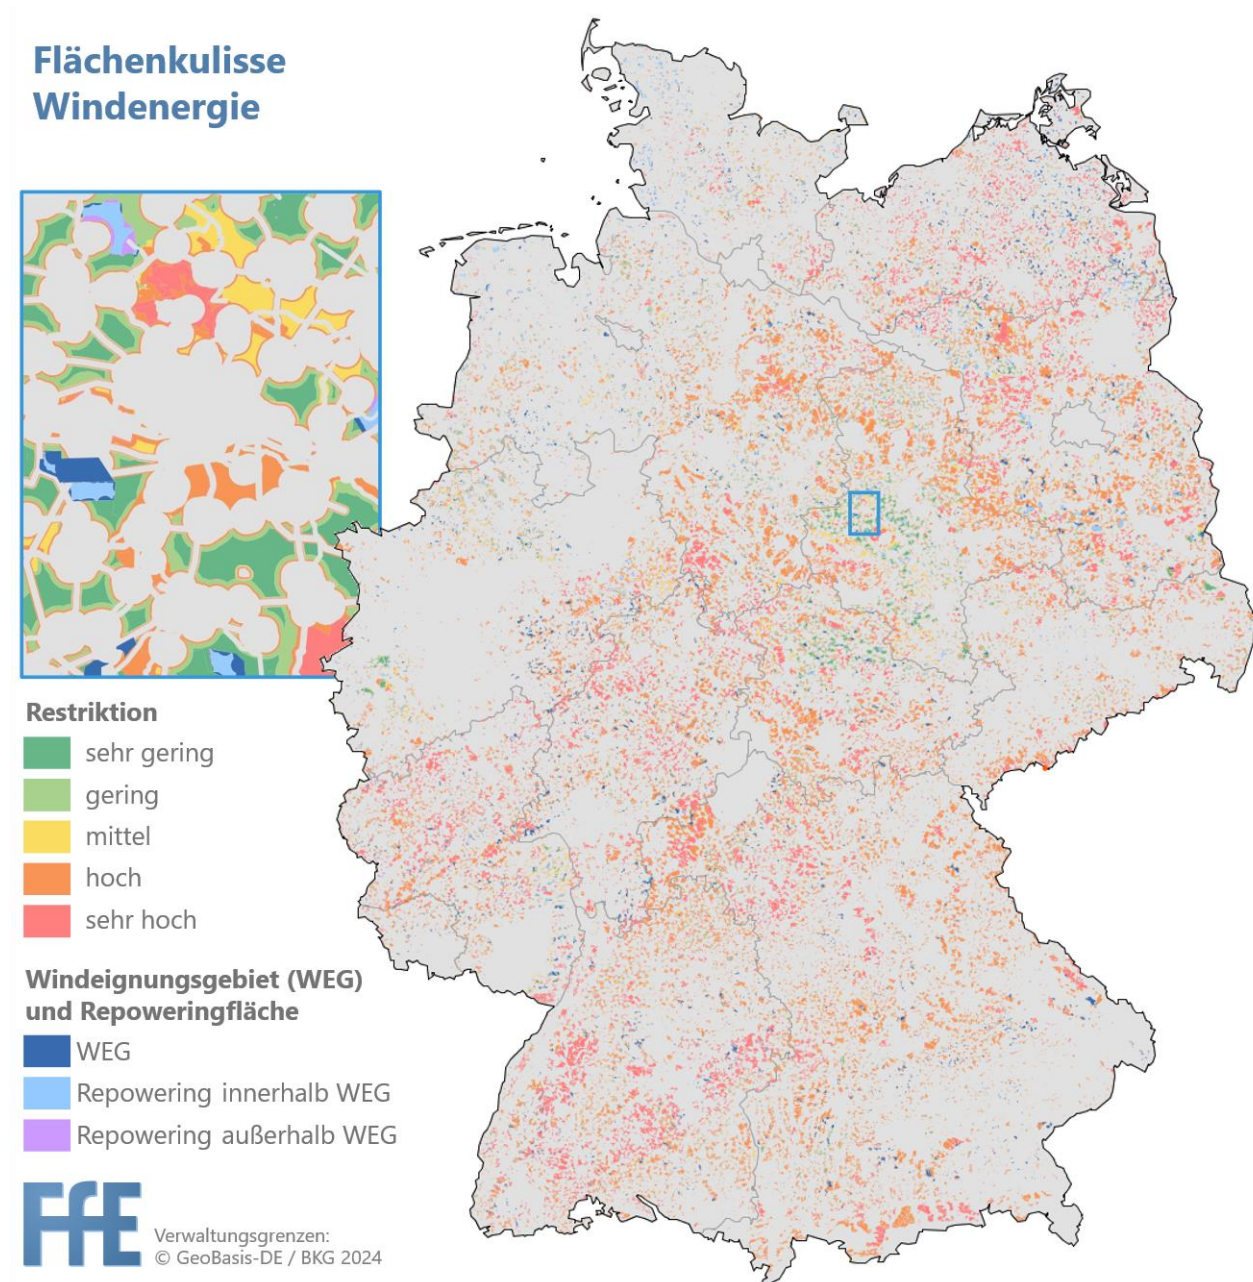 Flächenkulisse
Windenergie
Restriktion
sehr gering
gering
mittel
hoch
sehr hoch
Windeignungsgebiet (WEG)
und Repoweringfläche
WEG
Repowering innerhalb WEG
Repowering außerhalb WEG
FfE
Verwaltungsgrenzen:
© GeoBasis-DE / BKG 2024